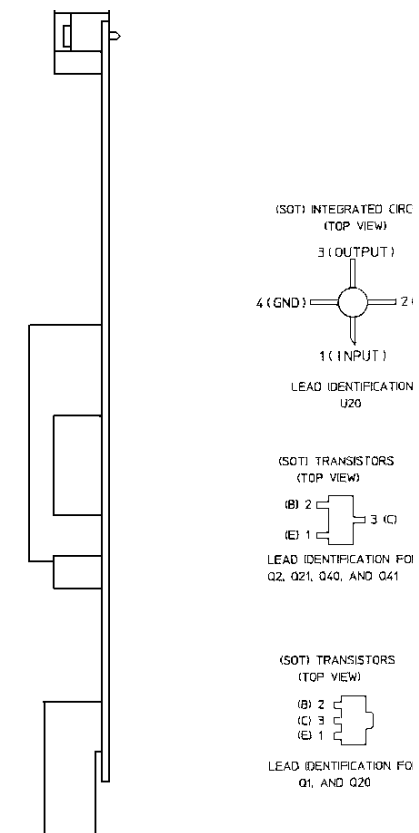 (SOT) INTEGRATED CIRC
(TOP VIEW)
3 (OUTPUT)
4 (GND) 2 (
1 (INPUT)
LEAD IDENTIFICATION
U20
(SOT) TRANSISTORS
(TOP VIEW)
(B) 2
3 (C)
(E) 1
LEAD IDENTIFICATION FO
Q2, Q21, Q40, AND Q41
(SOT) TRANSISTORS
(TOP VIEW)
(B) 2
(C) 3
(E) 1
LEAD IDENTIFICATION FO
Q1, AND Q20